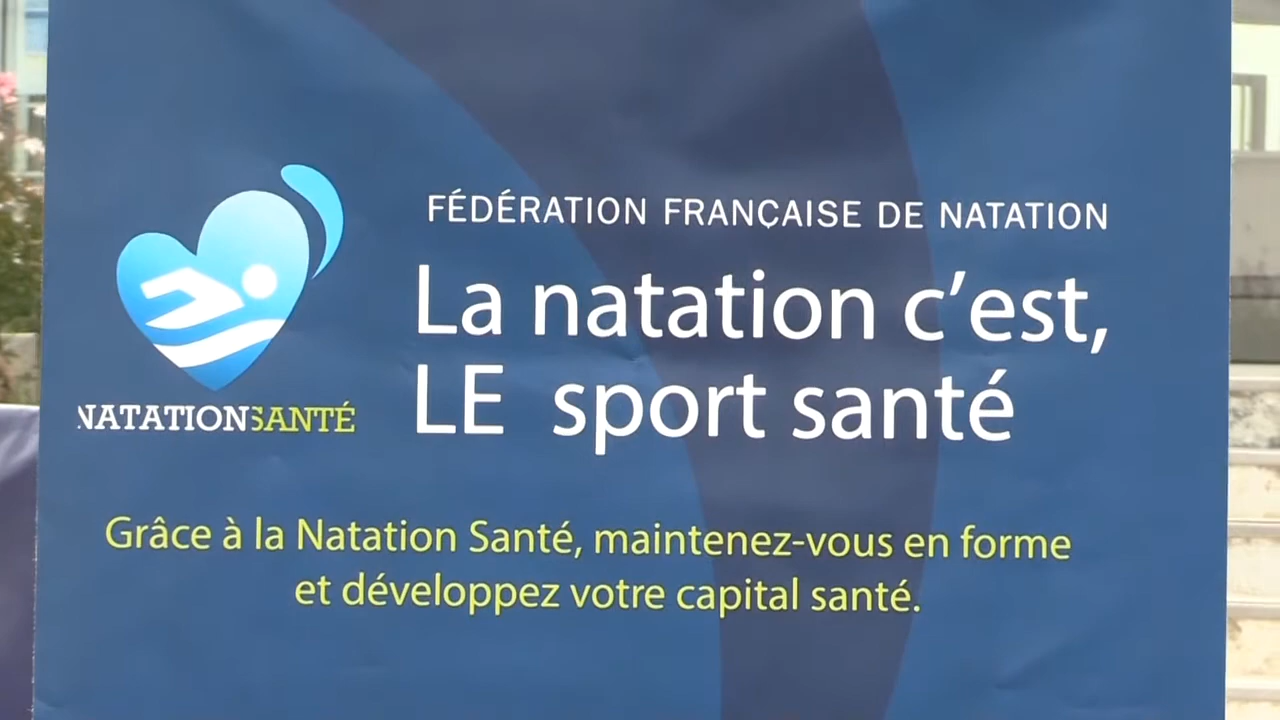 FÉDÉRATION FRANÇAISE DE NATATION
La natation c’est,
LE sport santé
NATATIONSANTÉ
Grâce à la Natation Santé, maintenez-vous en forme
et développez votre capital santé.